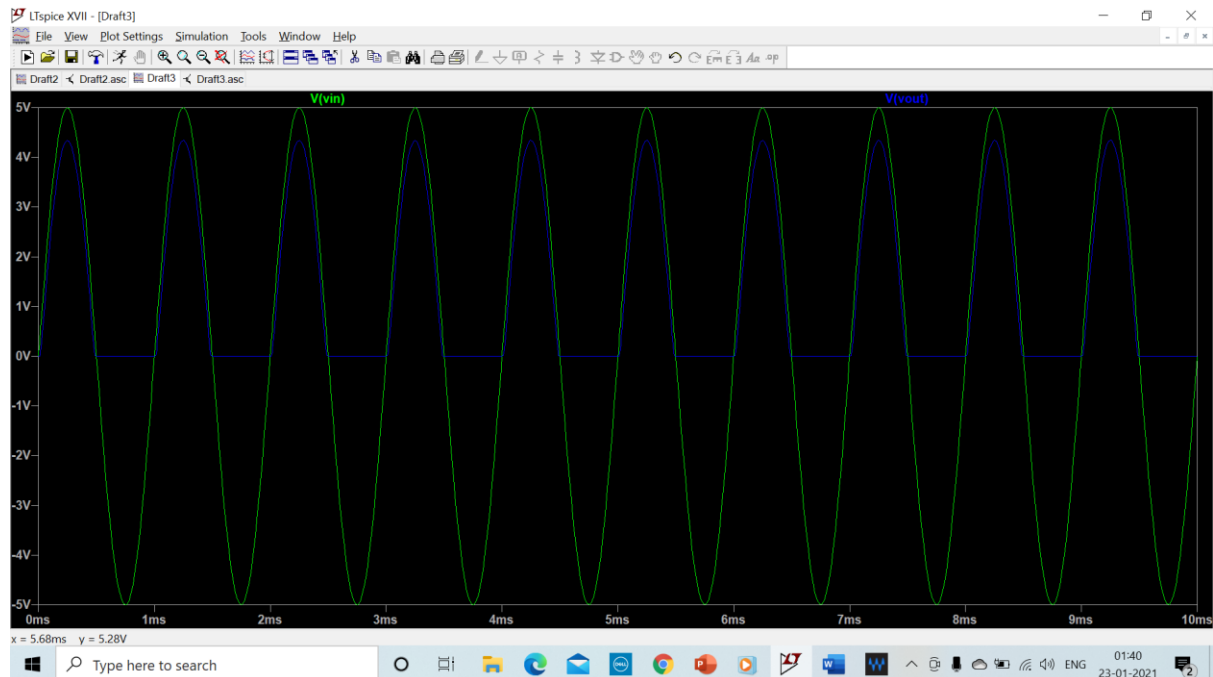 LTspice XVII - [Draft3]
File View Plot Settings Simulation Tools Window Help
Draft2 Draft2.asc Draft3 Draft3.asc
V(vin) V(vout)
5V
4V
3V
2V
1V
0V
-1V
-2V
-3V
-4V
-5V
0ms 1ms 2ms 3ms 4ms 5ms 6ms 7ms 8ms 9ms 10ms
x = 5.68ms y = 5.28V
Type here to search ENG 01:40
23-01-2021 2